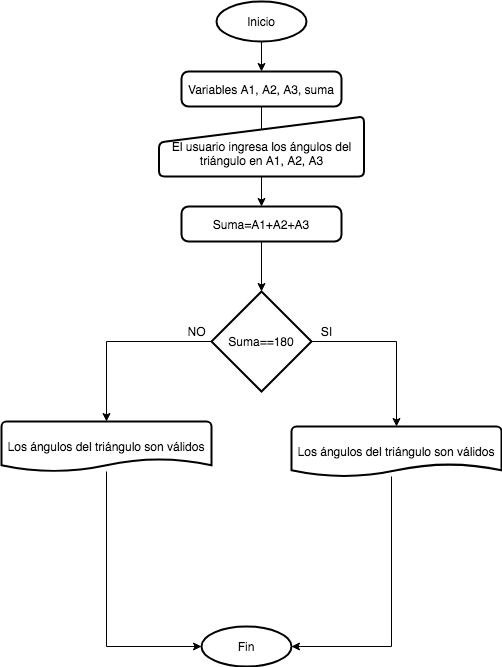 Inicio
Variables A1, A2, A3, suma
El usuario ingresa los ángulos del
triángulo en A1, A2, A3
Suma=A1+A2+A3
NO
Suma==180
SI
Los ángulos del triángulo son válidos
Los ángulos del triángulo son válidos
Fin